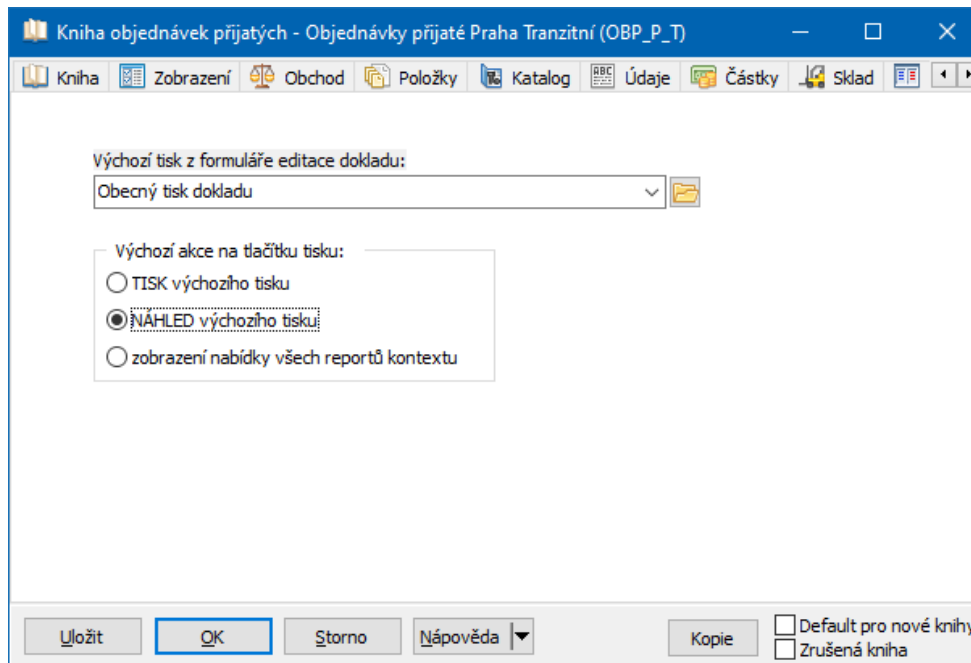 Kniha objednávek přijatých - Objednávky přijaté Praha Tranzitní (OBP_P_T)
Kniha Zobrazení Obchod Položky Katalog ABC Údaje Částky Sklad
Výchozí tisk z formuláře editace dokladu:
Obecný tisk dokladu
Výchozí akce na tlačítku tisku:
TISK výchozího tisku
NÁHLED výchozího tisku
zobrazení nabídky všech reportů kontextu
Uložit OK Storno Nápověda Kopie
Default pro nové knihy
Zrušená kniha